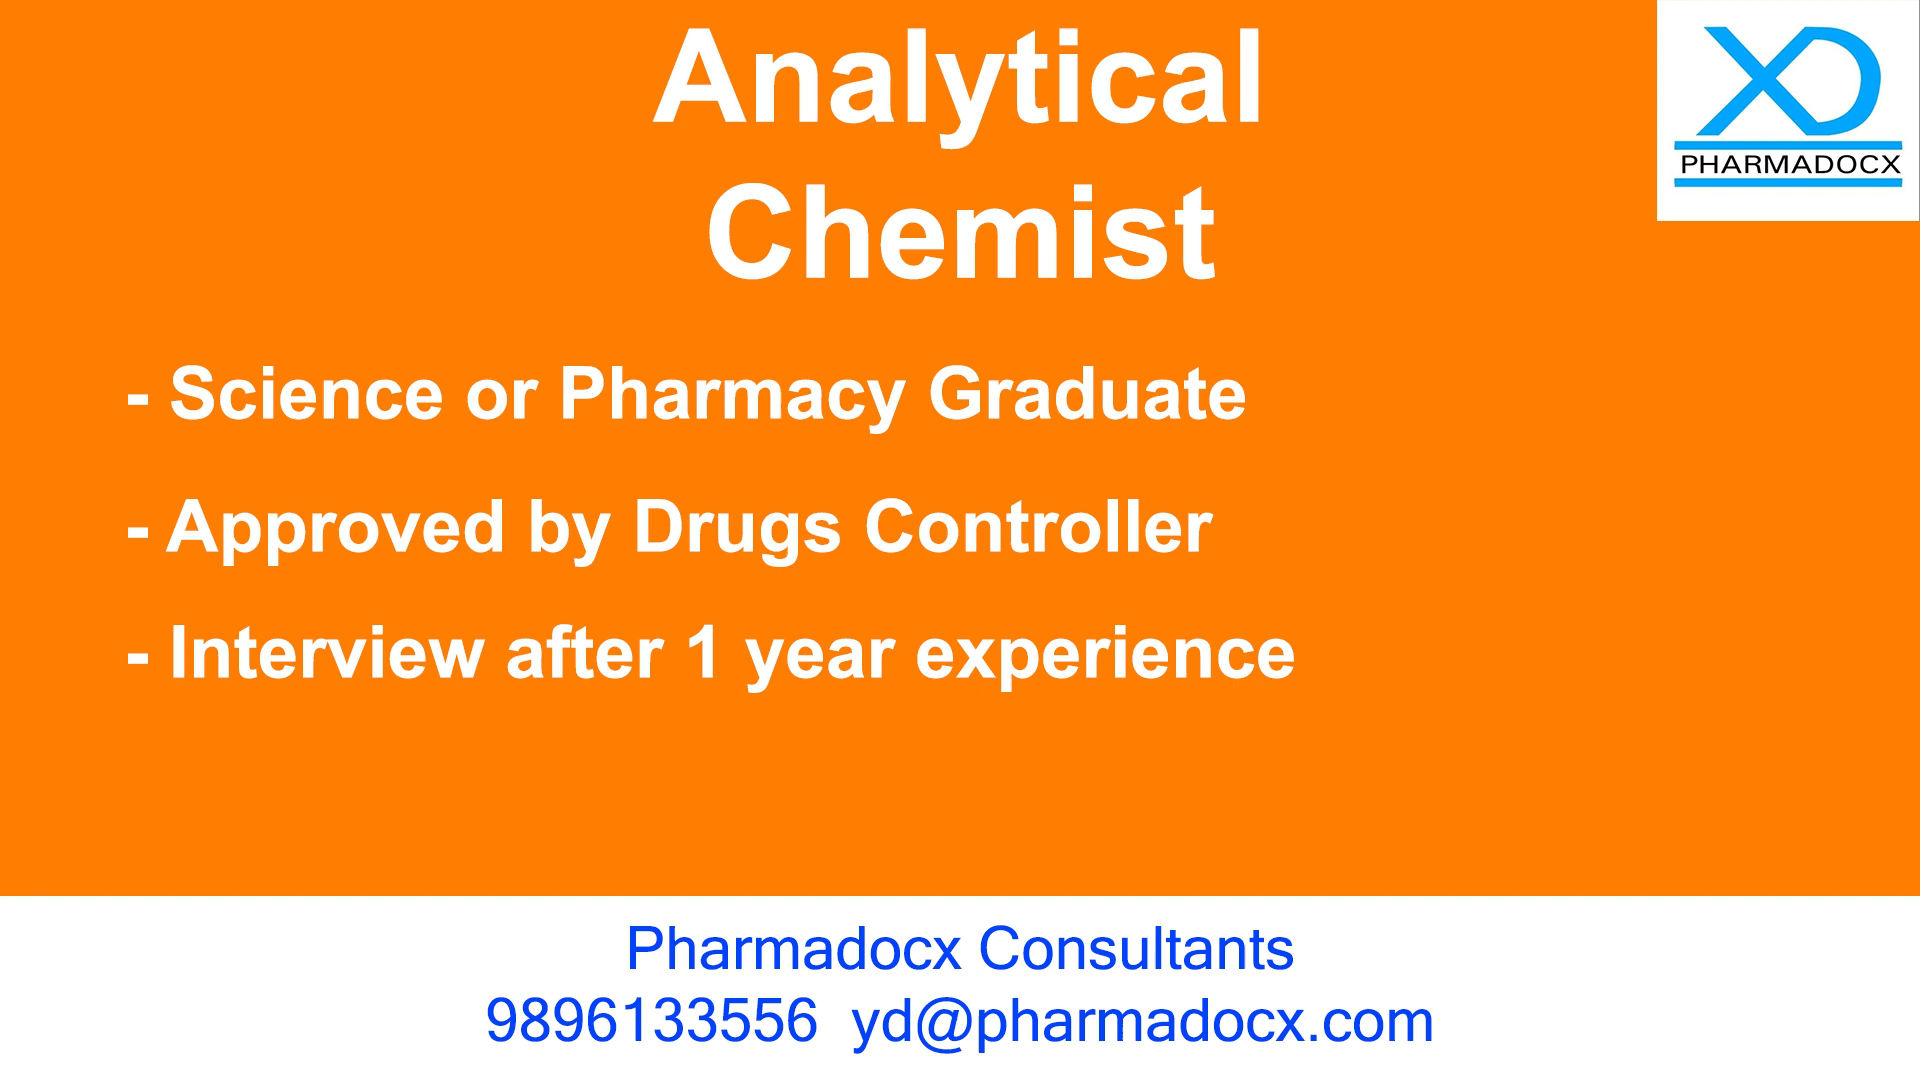 Analytical
Chemist
XD
PHARMADOCX
- Science or Pharmacy Graduate
- Approved by Drugs Controller
- Interview after 1 year experience
Pharmadocx Consultants
9896133556 yd@pharmadocx.com